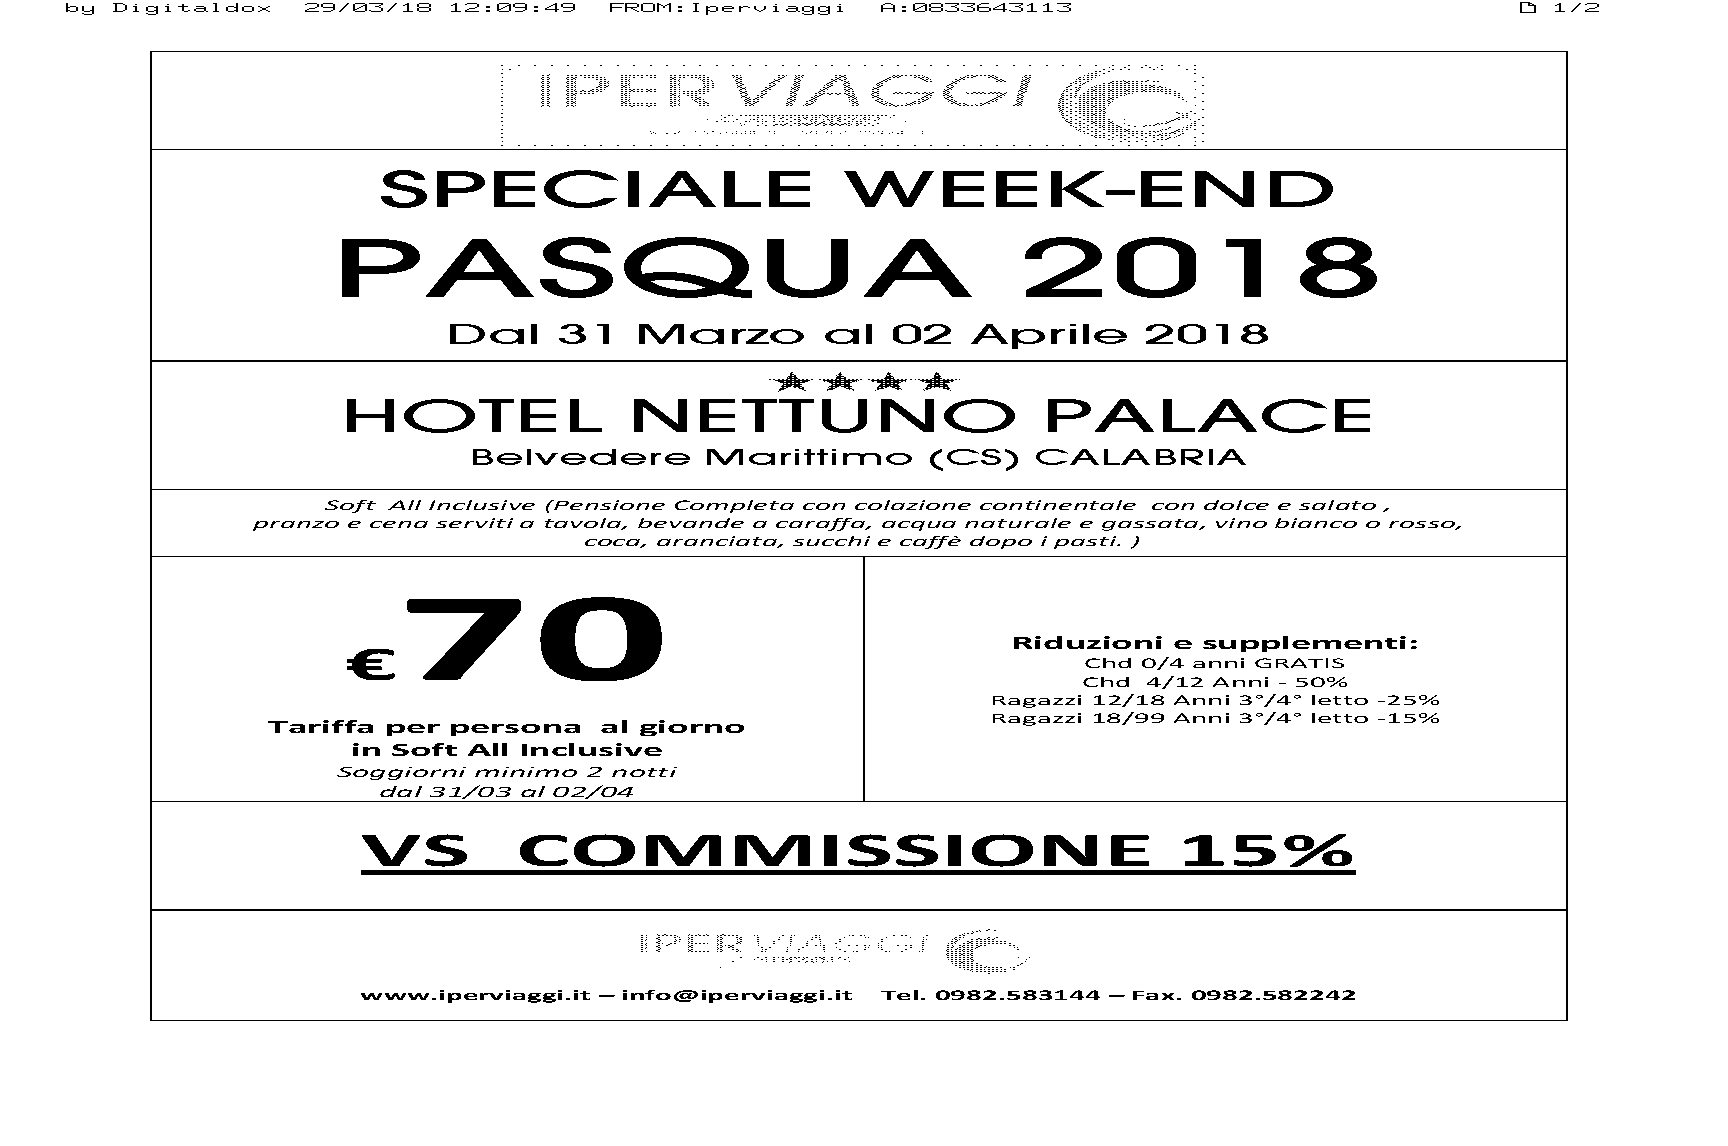 by Digitaldox 29/03/18 12:09:49 FROM:Iperviaggi A:0833643113 1/2
IPERVIAGGI
SPECIALE WEEK-END
PASQUA 2018
Dal 31 Marzo al 02 Aprile 2018
HOTEL NETTUNO PALACE
Belvedere Marittimo (CS) CALABRIA
Soft All Inclusive (Pensione Completa con colazione continentale con dolce e salato ,
pranzo e cena serviti a tavola, bevande a caraffa, acqua naturale e gassata, vino bianco o rosso,
coca, aranciata, succhi e caffè dopo i pasti. )
€70
Tariffa per persona al giorno
in Soft All Inclusive
Soggiorni minimo 2 notti
dal 31/03 al 02/04
Riduzioni e supplementi:
Chd 0/4 anni GRATIS
Chd 4/12 Anni - 50%
Ragazzi 12/18 Anni 3°/4° letto -25%
Ragazzi 18/99 Anni 3°/4° letto -15%
VS COMMISSIONE 15%
IPERVIAGGI
www.iperviaggi.it – info@iperviaggi.it Tel. 0982.583144 – Fax. 0982.582242